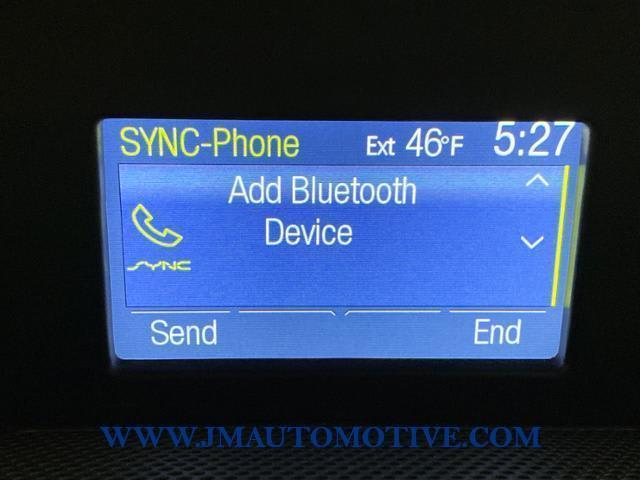 SYNC-Phone Ext 46°F 5:27
Add Bluetooth
Device
SYNC
Send End
WWW.JMAUTOMOTIVE.COM